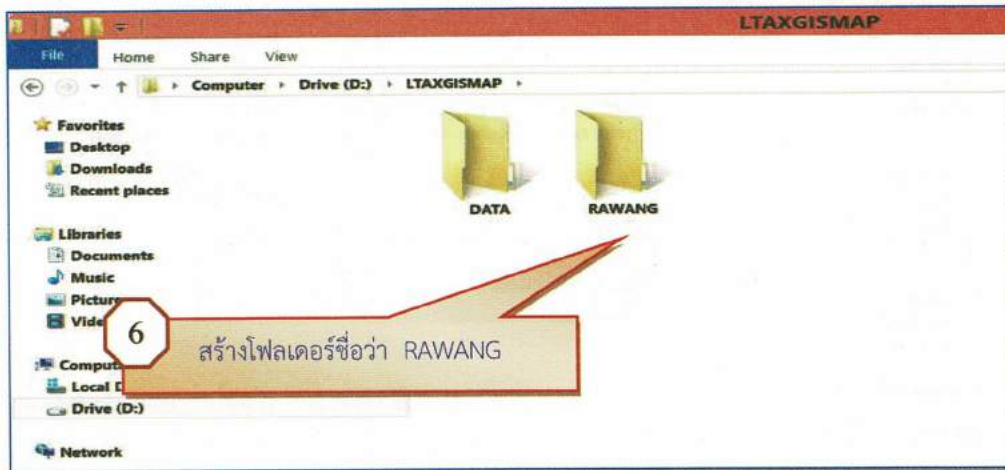 LTAXGISMAP
File Home Share View
Computer Drive (D:) LTAXGISMAP
Favorites
Desktop
Downloads
Recent places
DATA
RAWANG
Libraries
Documents
Music
6
สร้างโฟลเดอร์ชื่อว่า RAWANG
Drive (D:)
Network